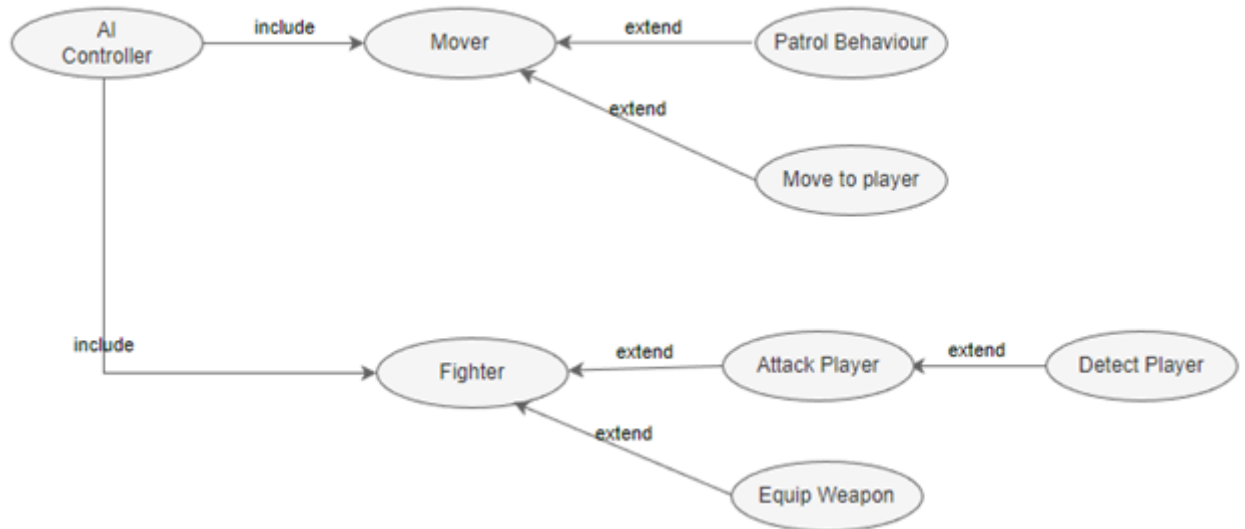 AI
Controller
include
Mover
extend
Patrol Behaviour
extend
Move to player
include
Fighter
extend
Attack Player
extend
Detect Player
extend
Equip Weapon